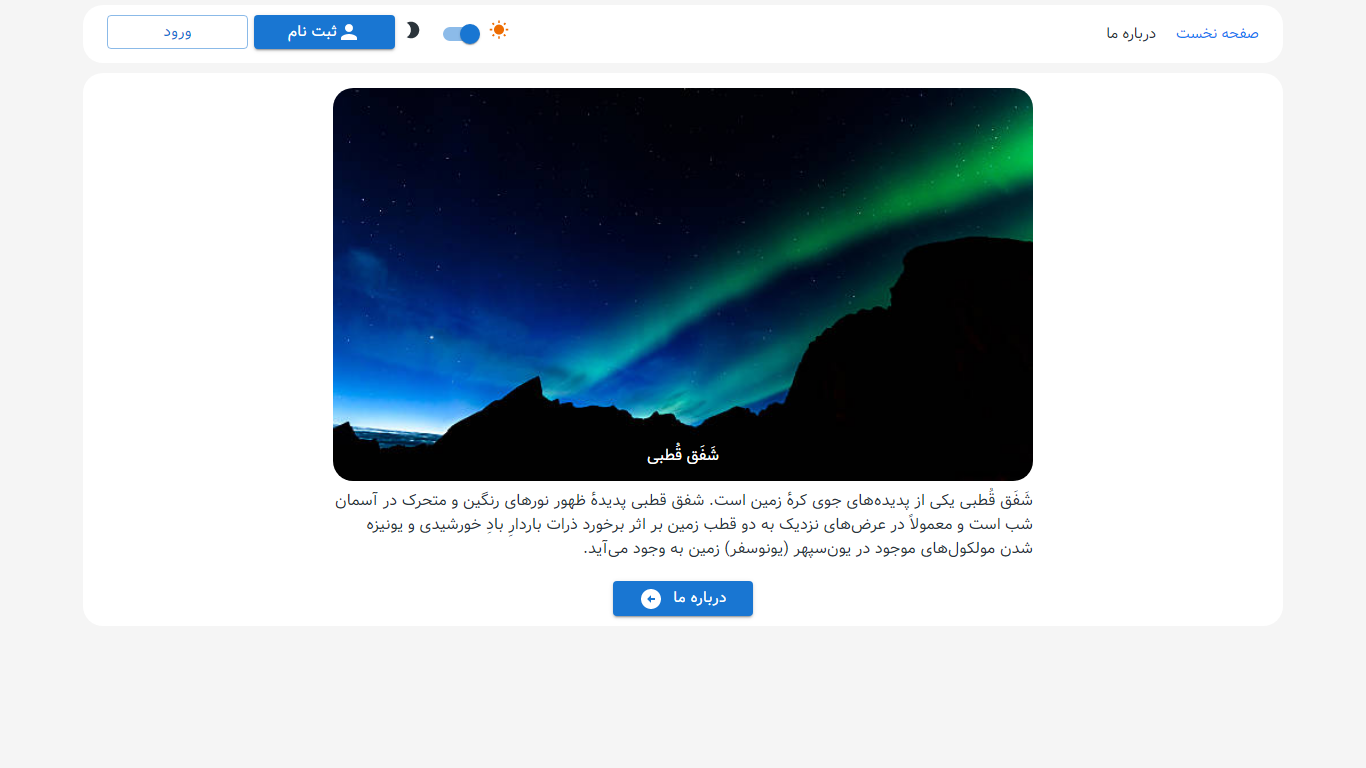 صفحه نخست
درباره ما
ثبت نام
ورود
شَفَق قُطبی
شَفَق قُطبی یکی از پدیده‌های جوی کرهٔ زمین است. شفق قطبی پدیدهٔ ظهور نورهای رنگین و متحرک در آسمان
شب است و معمولاً در عرض‌های نزدیک به دو قطب زمین بر اثر برخورد ذرات باردارِ بادِ خورشیدی و یونیزه
شدن مولکول‌های موجود در یون‌سپهر (یونوسفر) زمین به وجود می‌آید.
درباره ما